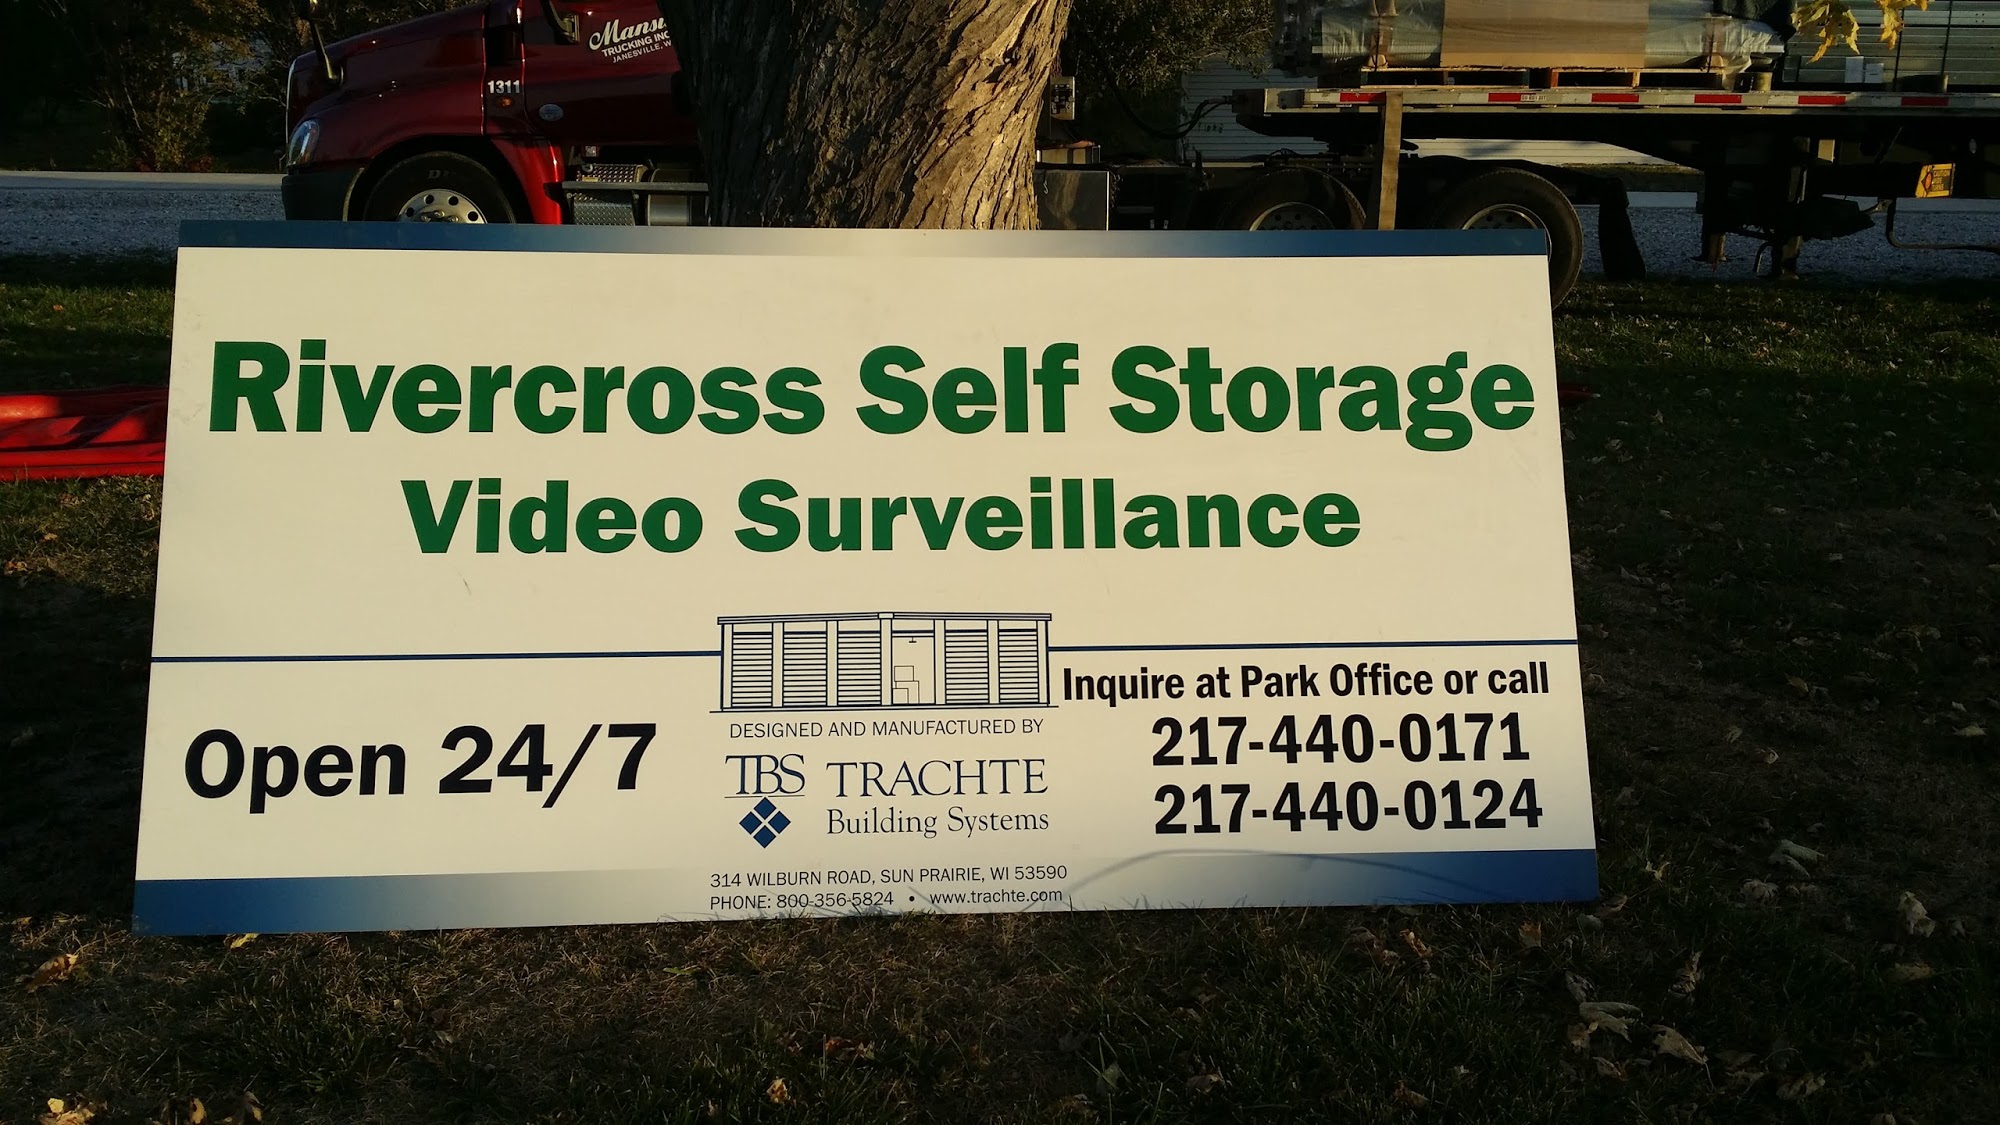 TRUCKING INC
JANESVILLE, W
1311
Rivercross Self Storage
Video Surveillance
Open 24/7
DESIGNED AND MANUFACTURED BY
TBS TRACHTE
Building Systems
314 WILBURN ROAD, SUN PRAIRIE, WI 53590
PHONE: 800-356-5824 • www.trachte.com
Inquire at Park Office or call
217-440-0171
217-440-0124